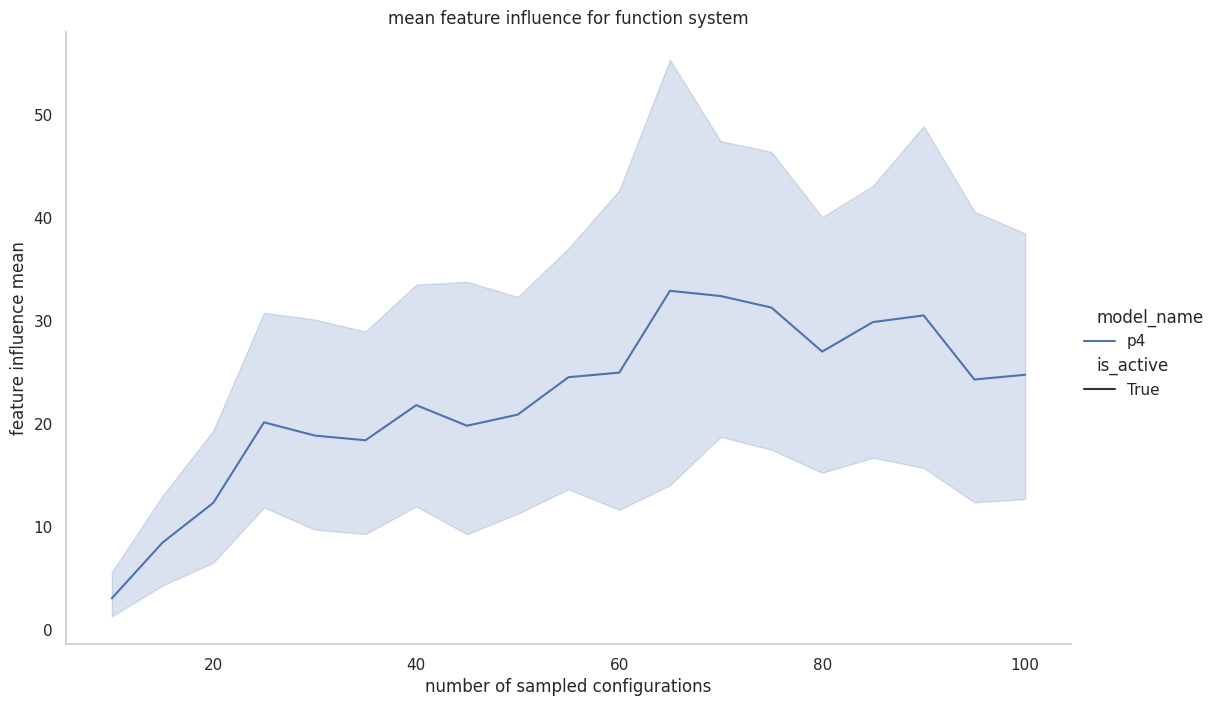 mean feature influence for function system
feature influence mean
50
40
30
20
10
0
20
40
60
80
100
number of sampled configurations
model_name
p4
is_active
True